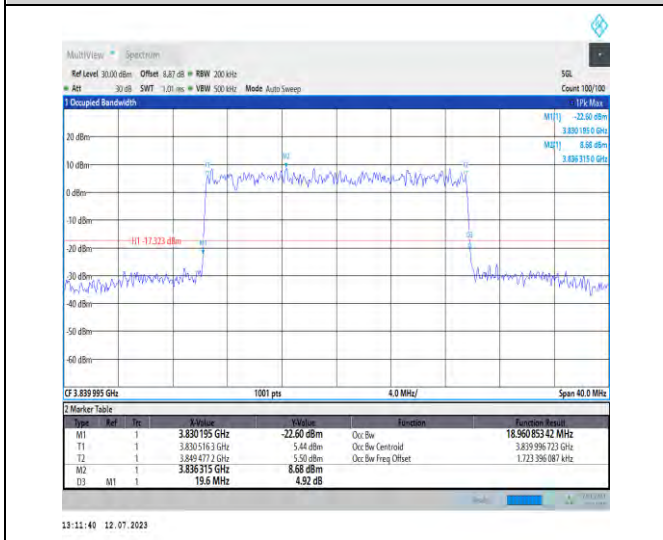 MultiView Spectrum
Ref Level 30.00 dBm Offset 8.87 dB RBW 200 kHz SGL
Att 30 dB SWT 1.01 ms VBW 500 kHz Mode Auto Sweep Count 100/100
1 Occupied Bandwidth 1Pk Max
M1[1] -22.60 dBm
3.830 195 0 GHz
M2[1] 8.68 dBm
3.836 315 0 GHz
20 dBm
M2
10 dBm
0 dBm
-10 dBm
H1 -17.323 dBm
-20 dBm
-30 dBm
-40 dBm
-50 dBm
-60 dBm
CF 3.839 995 GHz 1001 pts 4.0 MHz/ Span 40.0 MHz
2 Marker Table
Type Ref Trc X-Value Y-Value Function Function Result
M1 1 3.830195 GHz -22.60 dBm Occ Bw 18.960 853 42 MHz
T1 1 3.830 516 3 GHz 5.44 dBm Occ Bw Centroid 3.839 996 723 GHz
T2 1 3.849 477 2 GHz 5.50 dBm Occ Bw Freq Offset 1.723 396 087 kHz
M2 1 3.836 315 GHz 8.68 dBm
D3 M1 1 19.6 MHz 4.92 dB
13:11:40 12.07.2023